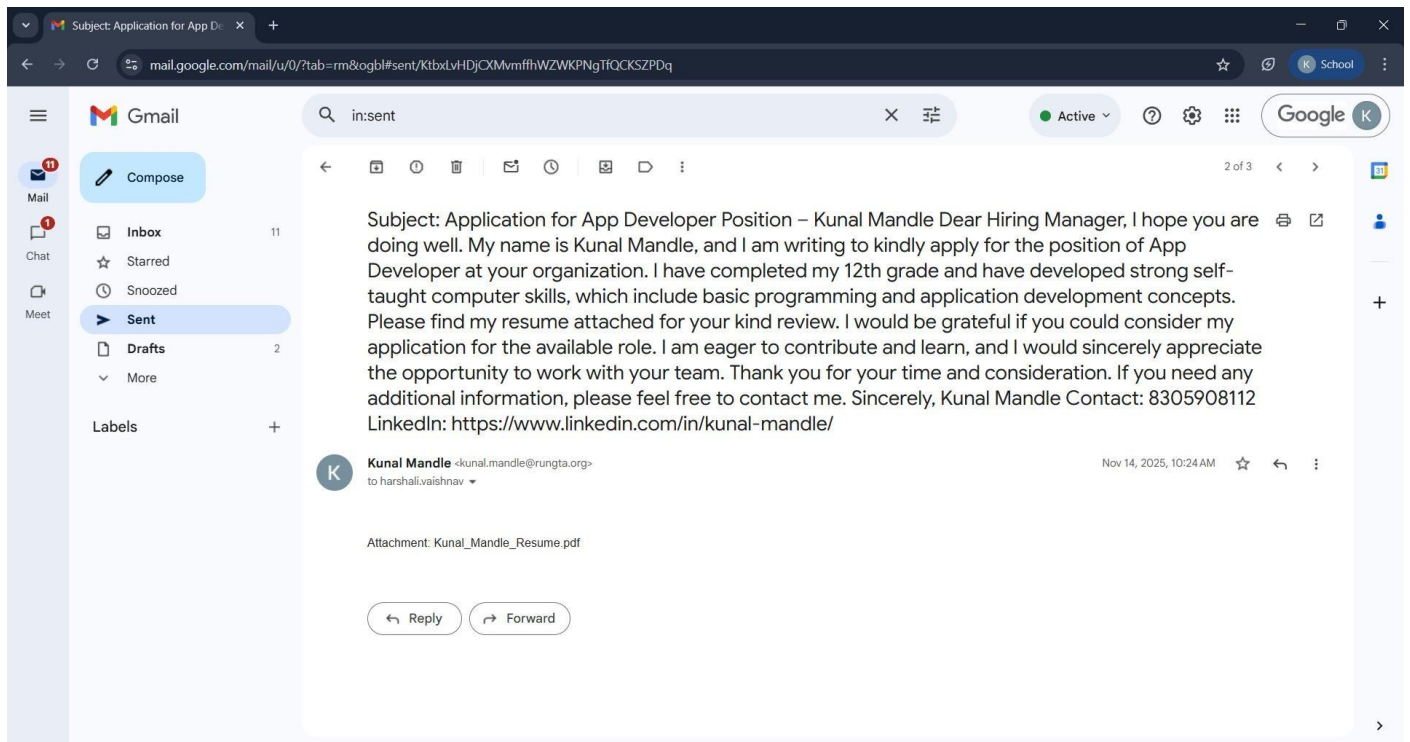 Subject: Application for App De
mail.google.com/mail/u/0/?tab=rm&ogbl#sent/KtbxLvHDjCXMvmffhWZWKPNgTfQCKSZPDq
K School
Gmail
in:sent
Active
Google K
11
Mail
Compose
2 of 3
31
1
Chat
Meet
Inbox 11
Starred
Snoozed
Sent
Drafts 2
More
Labels
Subject: Application for App Developer Position – Kunal Mandle Dear Hiring Manager, I hope you are
doing well. My name is Kunal Mandle, and I am writing to kindly apply for the position of App
Developer at your organization. I have completed my 12th grade and have developed strong self-
taught computer skills, which include basic programming and application development concepts.
Please find my resume attached for your kind review. I would be grateful if you could consider my
application for the available role. I am eager to contribute and learn, and I would sincerely appreciate
the opportunity to work with your team. Thank you for your time and consideration. If you need any
additional information, please feel free to contact me. Sincerely, Kunal Mandle Contact: 8305908112
LinkedIn: https://www.linkedin.com/in/kunal-mandle/
K
Kunal Mandle <kunal.mandle@rungta.org>
Nov 14, 2025, 10:24 AM
to harshali.vaishnav
Attachment: Kunal_Mandle_Resume.pdf
Reply
Forward